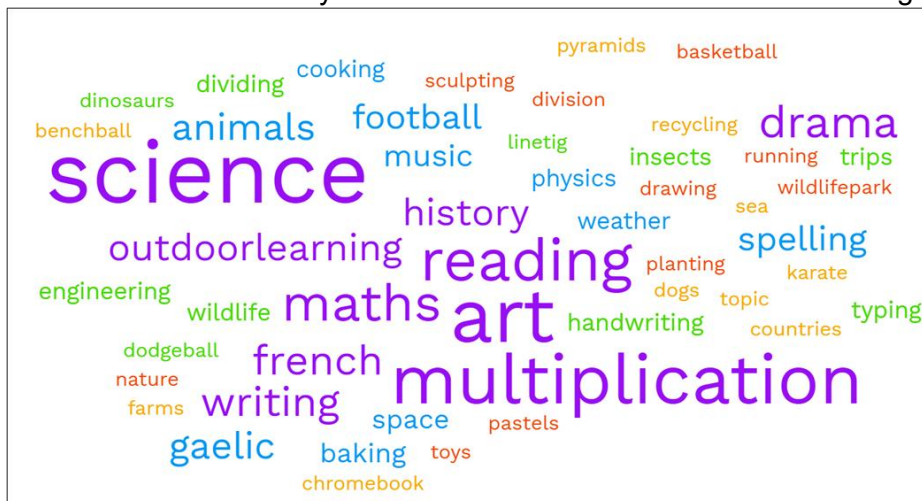 pyramids
basketball
cooking
dividing
sculpting
dinosaurs
division
benchball
animals
football
drama
recycling
linetig
science
music
insects
running
trips
physics
drawing
wildlifepark
history
sea
weather
outdoorlearning
spelling
reading
planting
karate
engineering
dogs
topic
wildlife
maths
art
handwriting
countries
typing
dodgeball
french
nature
multiplication
farms
writing
space
pastels
gaelic
baking
toys
chromebook